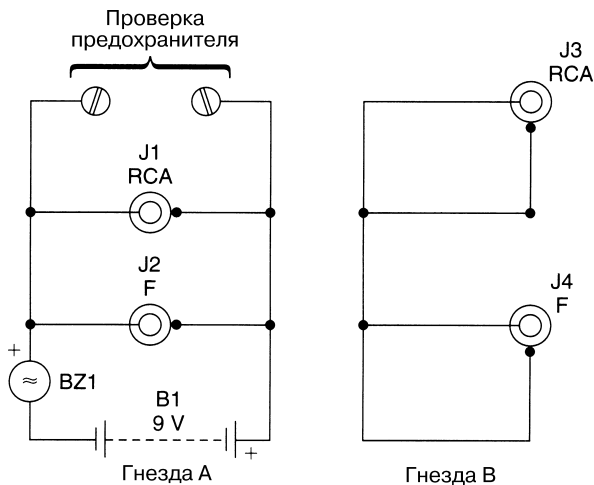 Проверка
предохранителя
J1
RCA
J2
F
+
≈
BZ1
B1
9 V
+
Гнезда A
J3
RCA
J4
F
Гнезда B